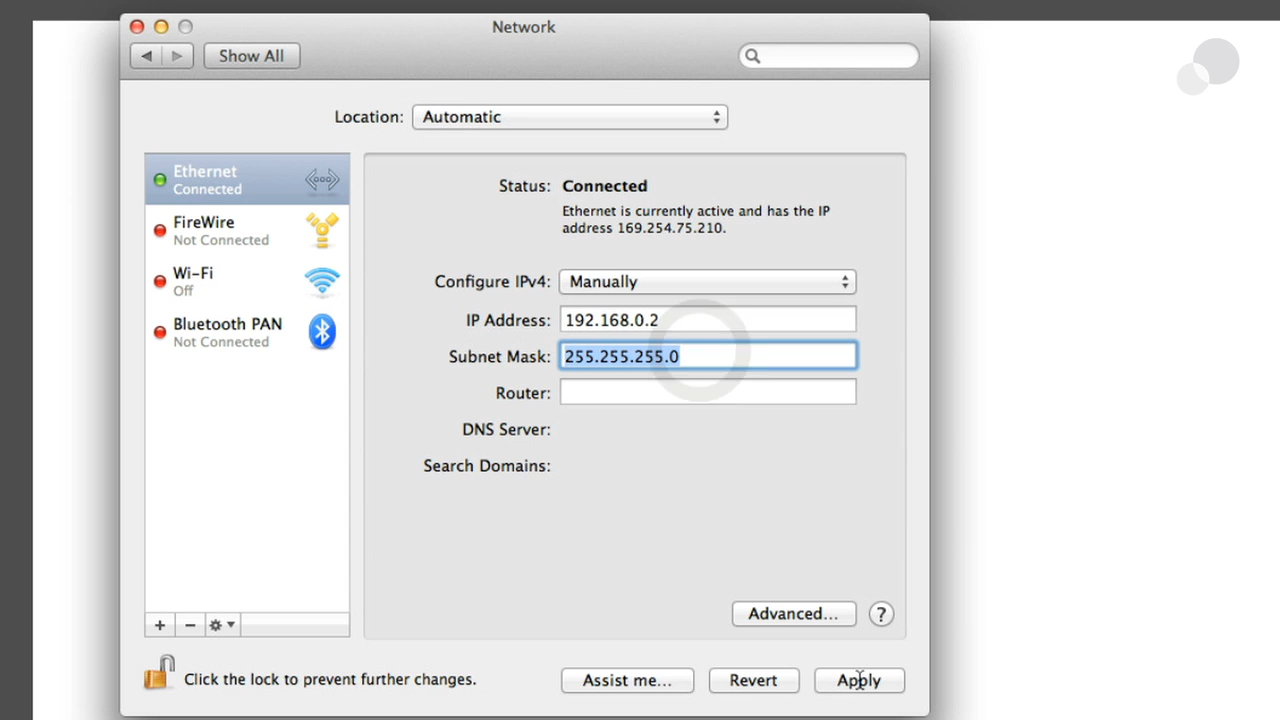 Network
Show All
Location: Automatic
Ethernet
Connected
FireWire
Not Connected
Wi-Fi
Off
Bluetooth PAN
Not Connected
Status: Connected
Ethernet is currently active and has the IP
address 169.254.75.210.
Configure IPv4: Manually
IP Address: 192.168.0.2
Subnet Mask: 255.255.255.0
Router:
DNS Server:
Search Domains:
Advanced... ?
+ −
Click the lock to prevent further changes.
Assist me... Revert Apply